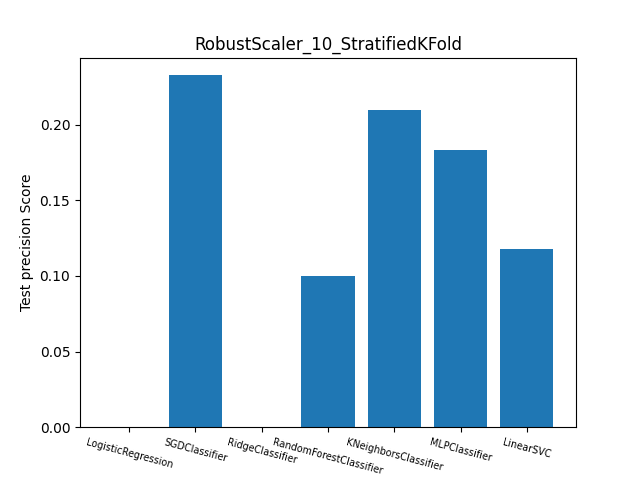 RobustScaler_10_StratifiedKFold
Test precision Score
0.20
0.15
0.10
0.05
0.00
LogisticRegression
SGDClassifier
RidgeClassifier
RandomForestClassifier
KNeighborsClassifier
MLPClassifier
LinearSVC